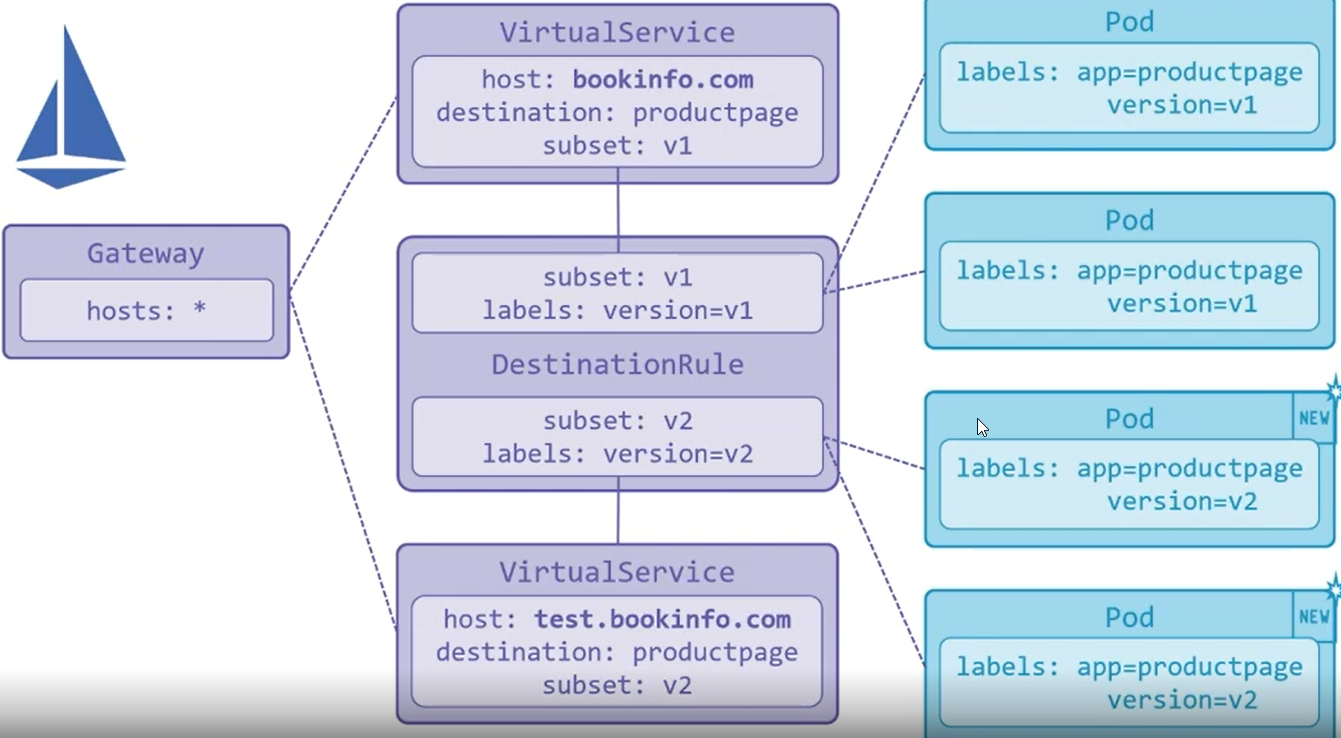 Gateway
hosts: *
VirtualService
host: bookinfo.com
destination: productpage
subset: v1
subset: v1
labels: version=v1
DestinationRule
subset: v2
labels: version=v2
VirtualService
host: test.bookinfo.com
destination: productpage
subset: v2
Pod
labels: app=productpage
version=v1
Pod
labels: app=productpage
version=v1
Pod
NEW
labels: app=productpage
version=v2
Pod
NEW
labels: app=productpage
version=v2